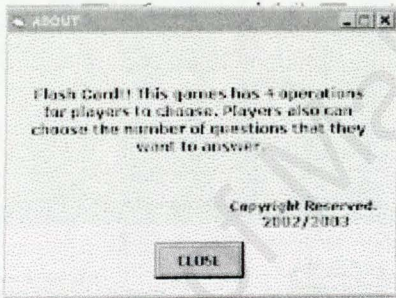 ABOUT
Flash Card!! This games has 4 operations
for players to choose. Players also can
choose the number of questions that they
want to answer.
Copyright Reserved.
2002/2003
CLOSE